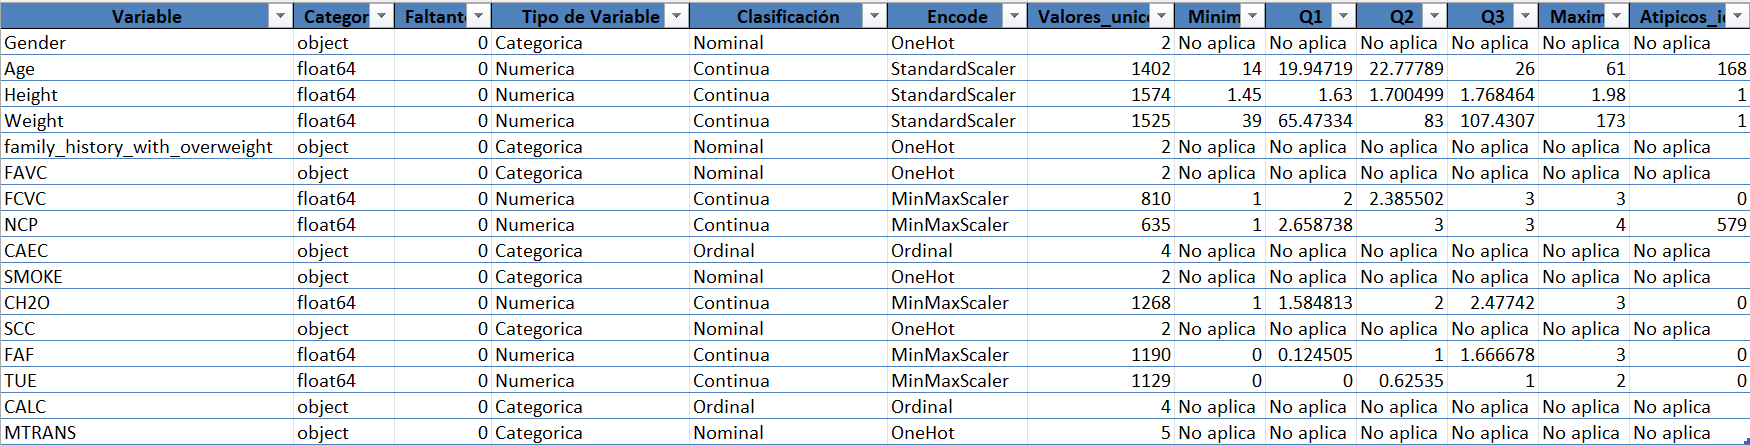 Variable Categor Faltant Tipo de Variable Clasificación Encode Valores_unico Minim Q1 Q2 Q3 Maxim Atipicos_i
Gender object 0 Categorica Nominal OneHot 2 No aplica No aplica No aplica No aplica No aplica No aplica
Age float64 0 Numerica Continua StandardScaler 1402 14 19.94719 22.77789 26 61 168
Height float64 0 Numerica Continua StandardScaler 1574 1.45 1.63 1.700499 1.768464 1.98 1
Weight float64 0 Numerica Continua StandardScaler 1525 39 65.47334 83 107.4307 173 1
family_history_with_overweight object 0 Categorica Nominal OneHot 2 No aplica No aplica No aplica No aplica No aplica No aplica
FAVC object 0 Categorica Nominal OneHot 2 No aplica No aplica No aplica No aplica No aplica No aplica
FCVC float64 0 Numerica Continua MinMaxScaler 810 1 2 2.385502 3 3 0
NCP float64 0 Numerica Continua MinMaxScaler 635 1 2.658738 3 3 4 579
CAEC object 0 Categorica Ordinal Ordinal 4 No aplica No aplica No aplica No aplica No aplica No aplica
SMOKE object 0 Categorica Nominal OneHot 2 No aplica No aplica No aplica No aplica No aplica No aplica
CH2O float64 0 Numerica Continua MinMaxScaler 1268 1 1.584813 2 2.47742 3 0
SCC object 0 Categorica Nominal OneHot 2 No aplica No aplica No aplica No aplica No aplica No aplica
FAF float64 0 Numerica Continua MinMaxScaler 1190 0 0.124505 1 1.666678 3 0
TUE float64 0 Numerica Continua MinMaxScaler 1129 0 0 0.62535 1 2 0
CALC object 0 Categorica Ordinal Ordinal 4 No aplica No aplica No aplica No aplica No aplica No aplica
MTRANS object 0 Categorica Nominal OneHot 5 No aplica No aplica No aplica No aplica No aplica No aplica